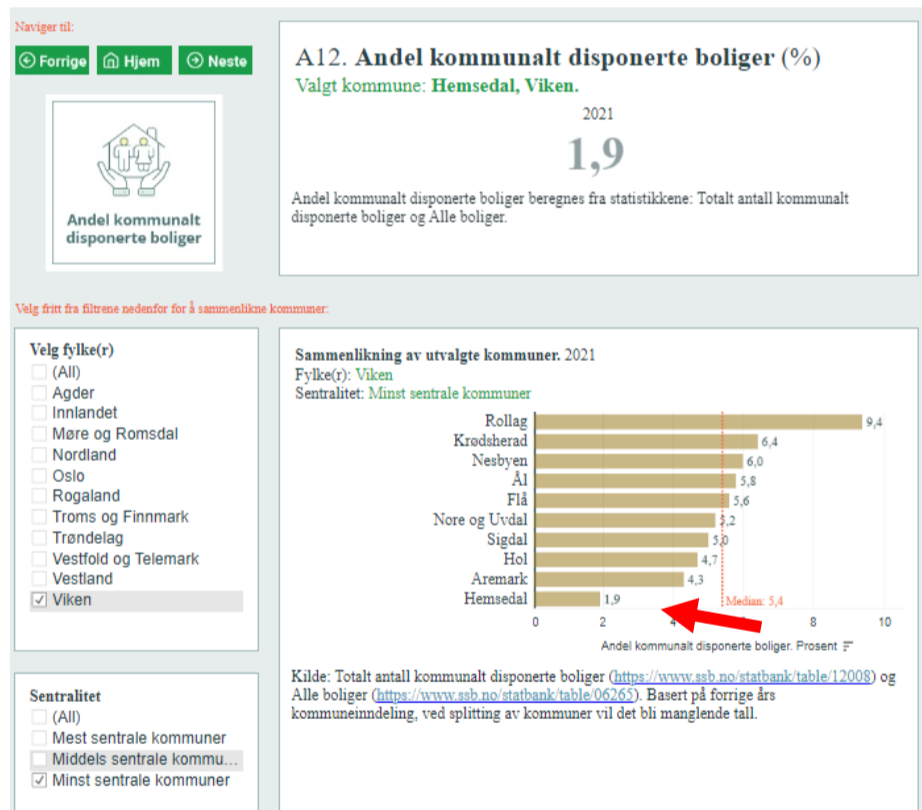 Naviger til:
Forrige
Hjem
Neste
Andel kommunalt
disponerte boliger
A12. Andel kommunalt disponerte boliger (%)
Valgt kommune: Hemsedal, Viken.
2021
1,9
Andel kommunalt disponerte boliger beregnes fra statistikkene: Totalt antall kommunalt
disponerte boliger og Alle boliger.
Velg fritt fra filtrene nedenfor for å sammenlikne kommuner:
Velg fylke(r)
(All)
Agder
Innlandet
Møre og Romsdal
Nordland
Oslo
Rogaland
Troms og Finnmark
Trøndelag
Vestfold og Telemark
Vestland
Viken
Sentralitet
(All)
Mest sentrale kommuner
Middels sentrale kommu...
Minst sentrale kommuner
Sammenlikning av utvalgte kommuner. 2021
Fylke(r): Viken
Sentralitet: Minst sentrale kommuner
Rollag 9,4
Krødsherad 6,4
Nesbyen 6,0
Ål 5,8
Flå 5,6
Nore og Uvdal 5,2
Sigdal 5,0
Hol 4,7
Aremark 4,3
Hemsedal 1,9
Median: 5,4
0 2 4 8 10
Andel kommunalt disponerte boliger. Prosent
Kilde: Totalt antall kommunalt disponerte boliger (https://www.ssb.no/statbank/table/12008) og
Alle boliger (https://www.ssb.no/statbank/table/06265). Basert på forrige års
kommuneinndeling, ved splitting av kommuner vil det bli manglende tall.